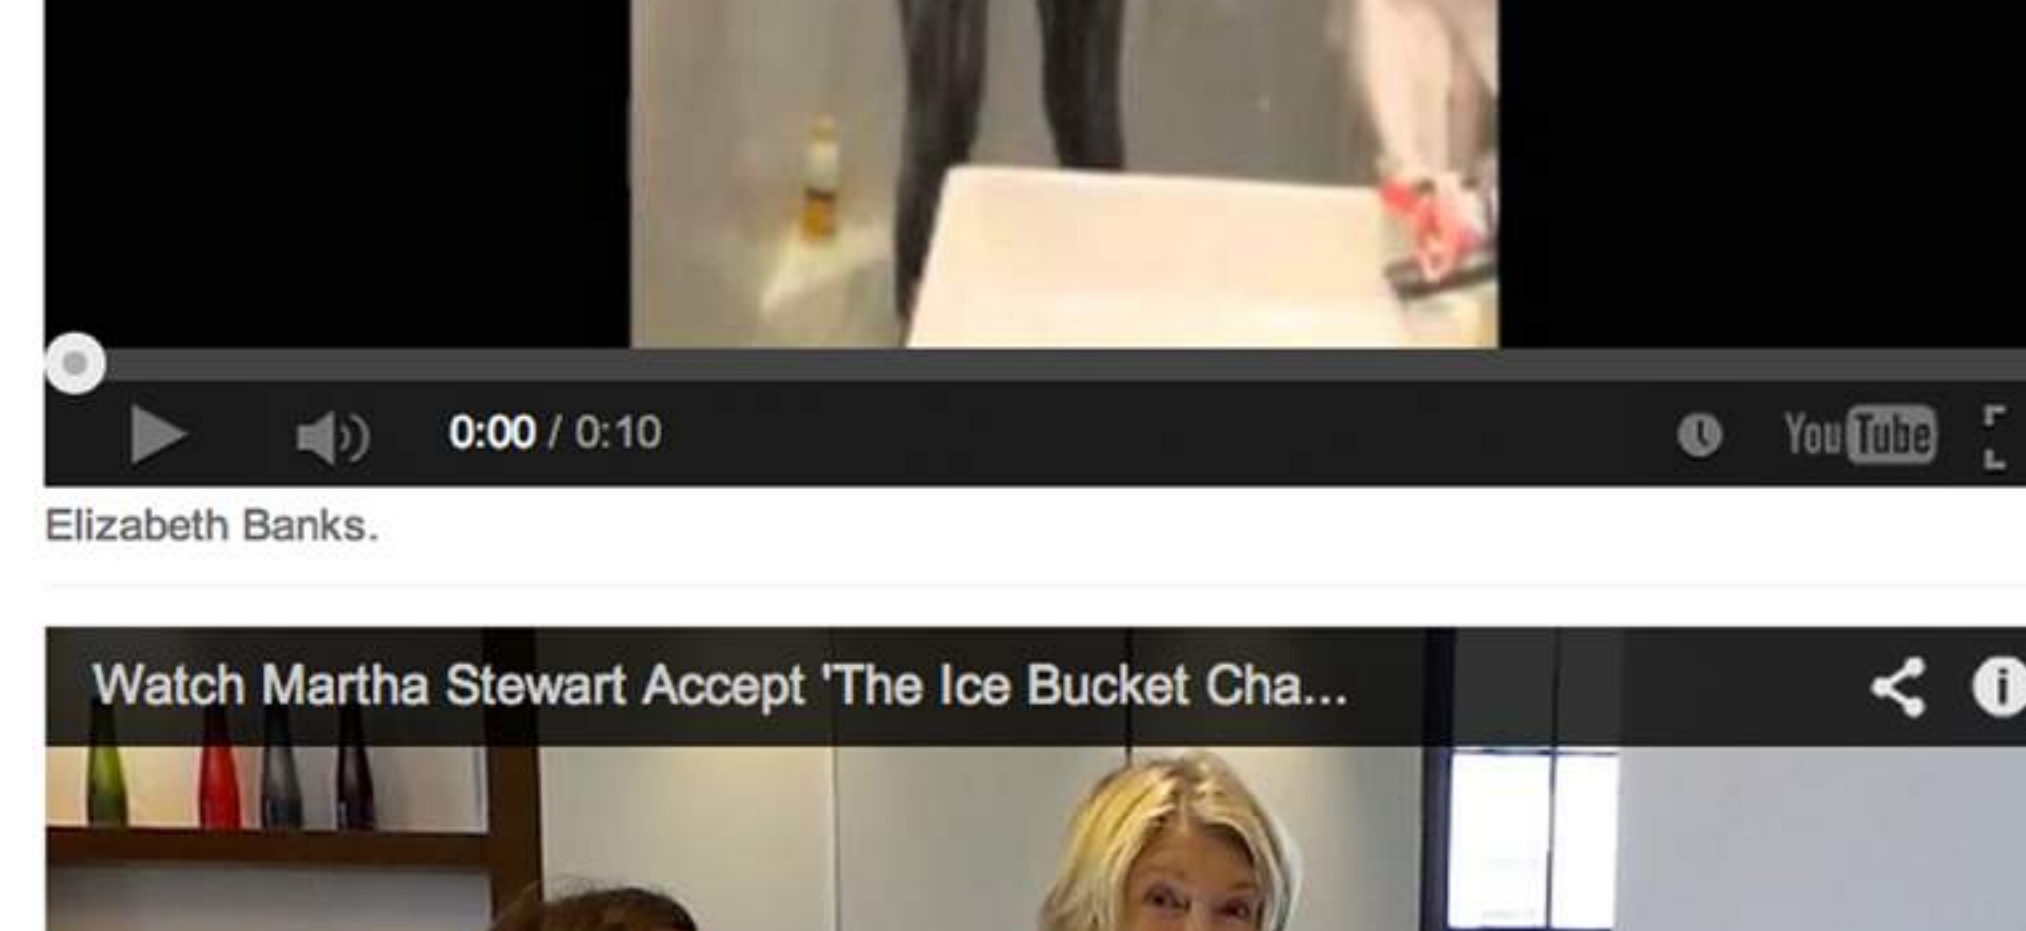 0:00 / 0:10
YouTube
Elizabeth Banks.
Watch Martha Stewart Accept 'The Ice Bucket Cha...